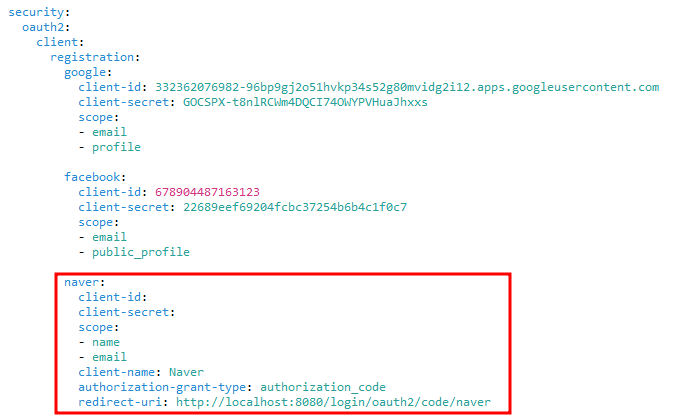 security:
oauth2:
client:
registration:
google:
client-id: 332362076982-96bp9gj2o51hvkp34s52g80mvidg2i12.apps.googleusercontent.com
client-secret: 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
scope:
- email
- profile
facebook:
client-id: 678904487163123
client-secret: 22689eef69204fcbc37254b6b4c1f0c7
scope:
- email
- public_profile
naver:
client-id:
client-secret:
scope:
- name
- email
client-name: Naver
authorization-grant-type: authorization_code
redirect-uri: http://localhost:8080/login/oauth2/code/naver